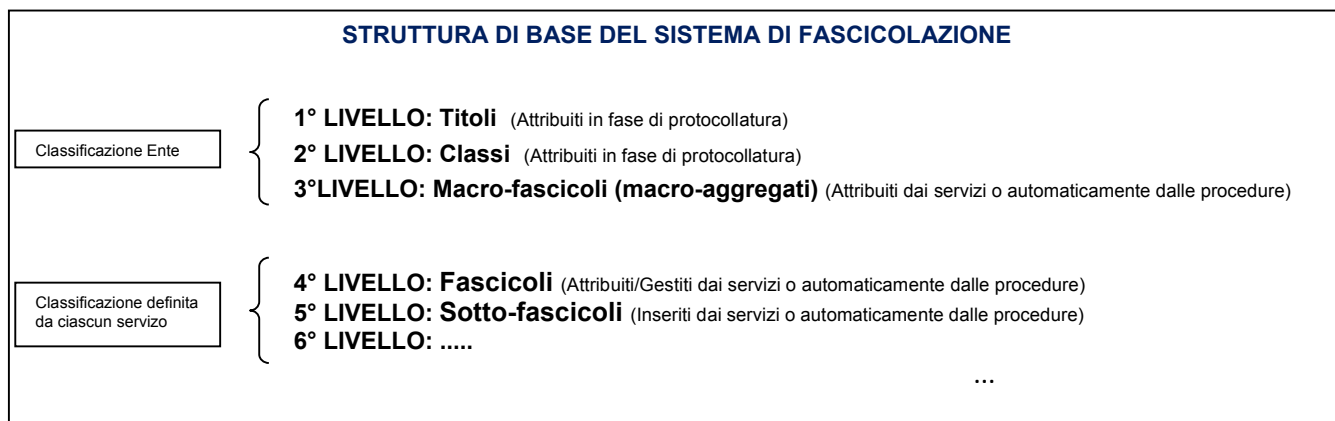 STRUTTURA DI BASE DEL SISTEMA DI FASCICOLAZIONE
Classificazione Ente
1° LIVELLO: Titoli (Attribuiti in fase di protocollatura)
2° LIVELLO: Classi (Attribuiti in fase di protocollatura)
3°LIVELLO: Macro-fascicoli (macro-aggregati) (Attribuiti dai servizi o automaticamente dalle procedure)
Classificazione definita
da ciascun servizo
4° LIVELLO: Fascicoli (Attribuiti/Gestiti dai servizi o automaticamente dalle procedure)
5° LIVELLO: Sotto-fascicoli (Inseriti dai servizi o automaticamente dalle procedure)
6° LIVELLO: .....
...